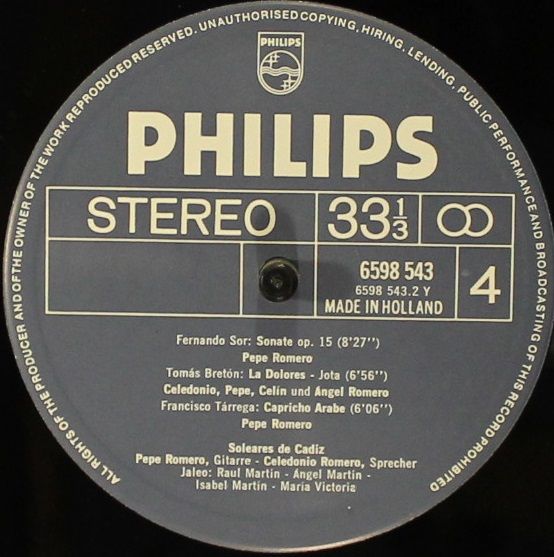 ALL RIGHTS OF THE PRODUCER AND OF THE OWNER OF THE WORK REPRODUCED RESERVED. UNAUTHORISED COPYING, HIRING, LENDING, PUBLIC PERFORMANCE AND BROADCASTING OF THIS RECORD PROHIBITED
PHILIPS
PHILIPS
STEREO 33 1/3
6598 543
6598 543.2 Y
MADE IN HOLLAND 4
Fernando Sor: Sonate op. 15 (8'27'')
Pepe Romero
Tomás Bretón: La Dolores - Jota (6'56'')
Celedonio, Pepe, Celín und Angel Romero
Francisco Tárrega: Capricho Arabe (6'06'')
Pepe Romero
Soleares de Cadiz
Pepe Romero, Gitarre - Celedonio Romero, Sprecher
Jaleo: Raul Martin - Angel Martin -
Isabel Martin - Maria Victoria